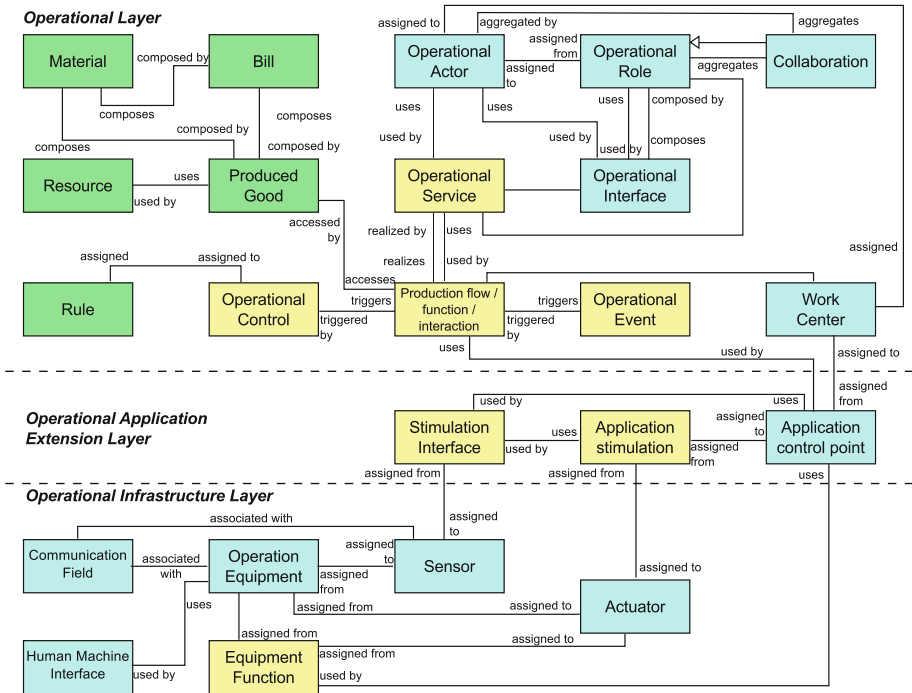 Operational Layer
assigned to
aggregated by
aggregates
Material
composed by
Bill
Operational
Actor
assigned
from
assigned
to
Operational
Role
aggregates
Collaboration
composes
composed by
composes
composes
composed by
uses
used by
uses
used by
uses
composed by
used by
composes
Resource
uses
used by
Produced
Good
Operational
Service
Operational
Interface
accessed
by
realized by
uses
realizes
used by
assigned
assigned
assigned to
accesses
Rule
Operational
Control
triggers
triggered
by
Production flow /
function /
interaction
triggers
triggered
by
Operational
Event
Work
Center
uses
used by
assigned to
assigned
from
Operational Application
Extension Layer
used by
uses
Stimulation
Interface
uses
used by
Application
stimulation
assigned
to
assigned
from
Application
control point
assigned from
assigned from
uses
Operational Infrastructure Layer
associated with
assigned
to
Communication
Field
associated
with
Operation
Equipment
assigned
to
assigned
from
Sensor
assigned to
uses
assigned from
assigned to
Actuator
assigned from
assigned to
Human Machine
Interface
used by
Equipment
Function
assigned from
used by